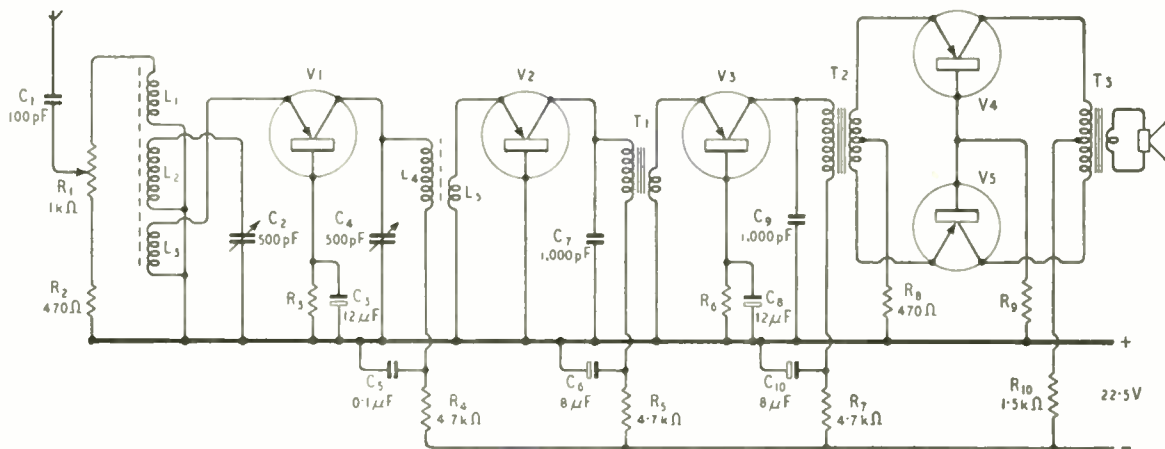 C1
100pF
R1
1kΩ
R2
470Ω
L1
L2
L3
C2
500pF
V1
R3
C3
12μF
C4
500pF
L4
L5
C5
0·1μF
R4
4·7kΩ
V2
C6
8μF
C7
1,000pF
T1
R5
4·7kΩ
V3
R6
C8
12μF
C9
1,000pF
C10
8μF
R7
4·7kΩ
T2
V4
V5
R8
470Ω
R9
T3
R10
1·5kΩ
+
22·5V
−